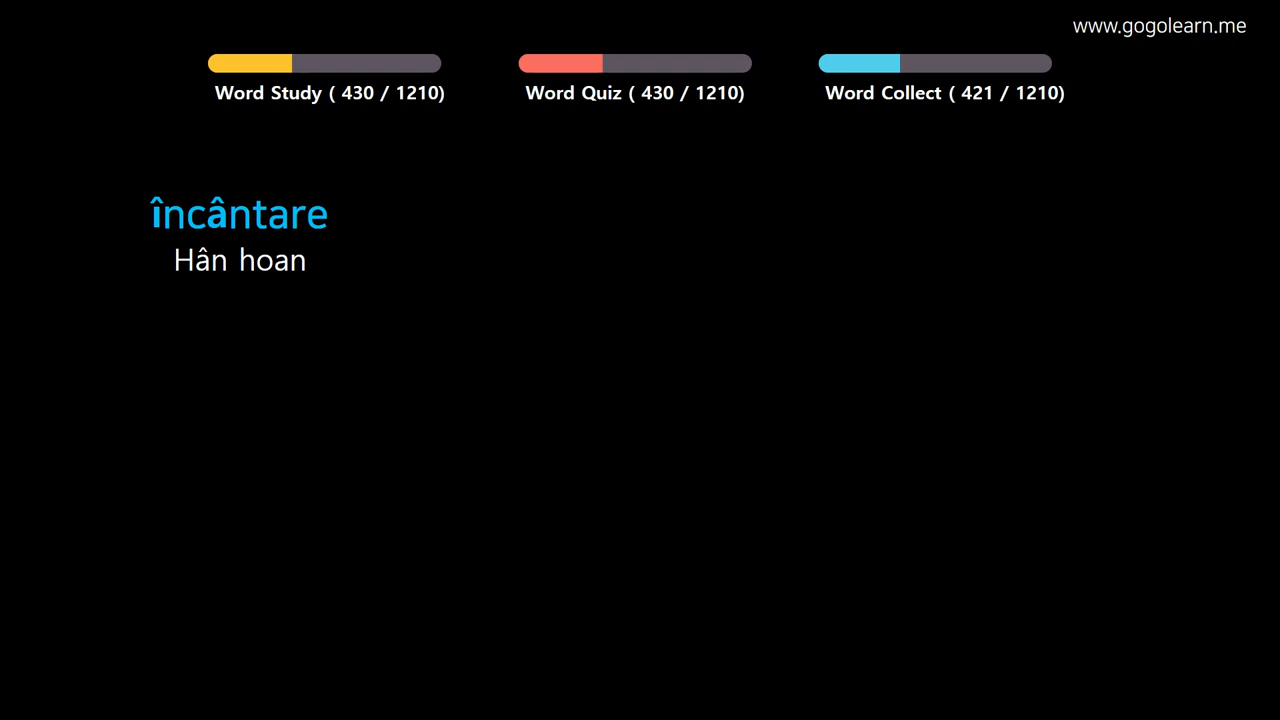 www.gogolearn.me
Word Study ( 430 / 1210)
Word Quiz ( 430 / 1210)
Word Collect ( 421 / 1210)
încântare
Hân hoan